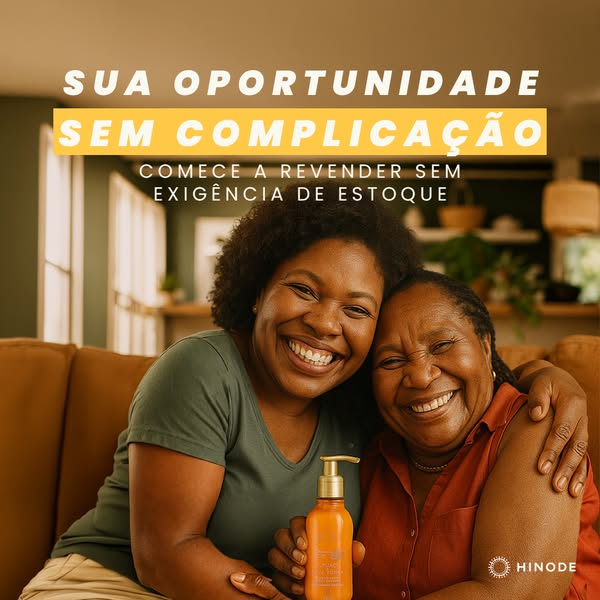 SUA OPORTUNIDADE
SEM COMPLICAÇÃO
COMECE A REVENDER SEM
EXIGÊNCIA DE ESTOQUE
HINODE